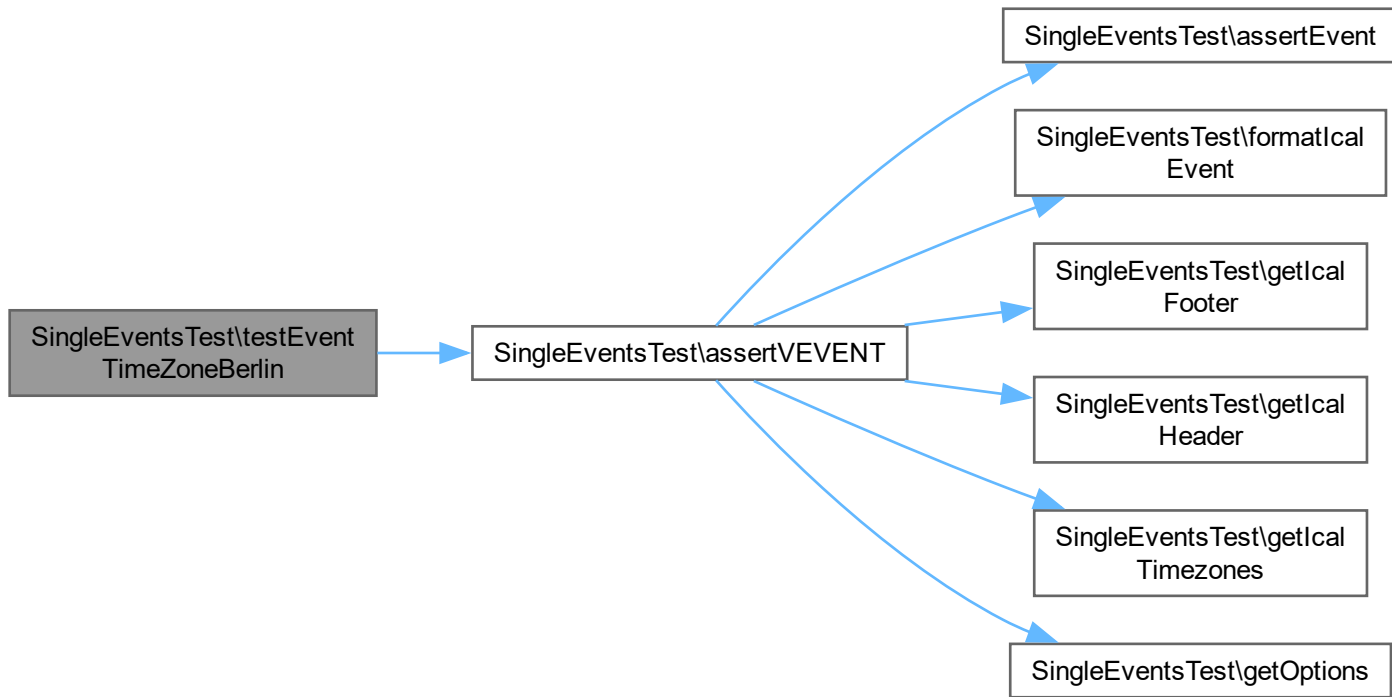 SingleEventsTest\assertEvent
SingleEventsTest\formatIcal
Event
SingleEventsTest\getIcal
Footer
SingleEventsTest\testEvent
TimeZoneBerlin
SingleEventsTest\assertVEVENT
SingleEventsTest\getIcal
Header
SingleEventsTest\getIcal
Timezones
SingleEventsTest\getOptions